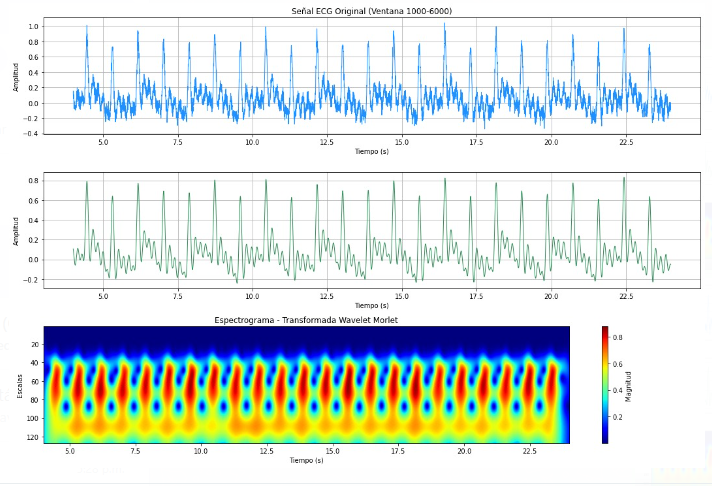 Señal ECG Original (Ventana 1000-6000)
1.0
0.8
0.6
0.4
0.2
0.0
−0.2
−0.4
Amplitud
5.0 7.5 10.0 12.5 15.0 17.5 20.0 22.5
Tiempo (s)
0.8
0.6
0.4
0.2
0.0
−0.2
Amplitud
5.0 7.5 10.0 12.5 15.0 17.5 20.0 22.5
Tiempo (s)
Espectrograma - Transformada Wavelet Morlet
20
40
60
80
100
120
Escalas
5.0 7.5 10.0 12.5 15.0 17.5 20.0 22.5
Tiempo (s)
0.8
0.6
0.4
0.2
Magnitud